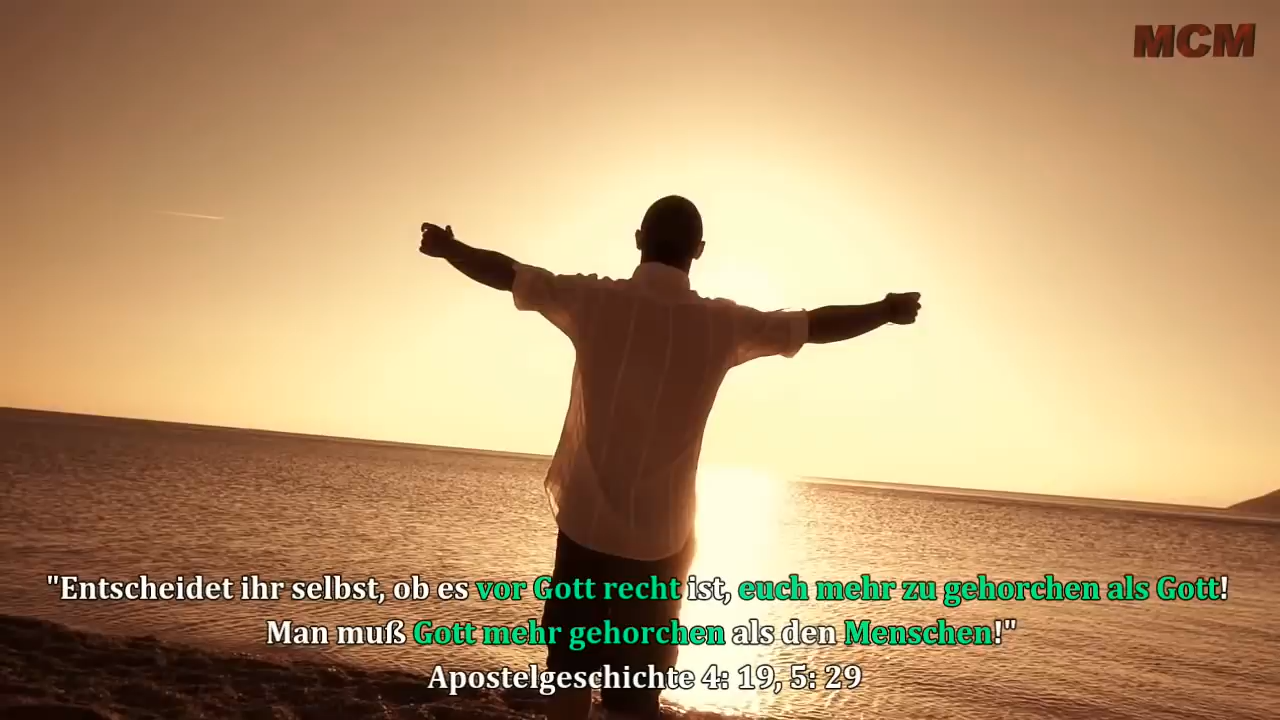 MCM
"Entscheidet ihr selbst, ob es vor Gott recht ist, euch mehr zu gehorchen als Gott!
Man muß Gott mehr gehorchen als den Menschen!"
Apostelgeschichte 4: 19, 5: 29